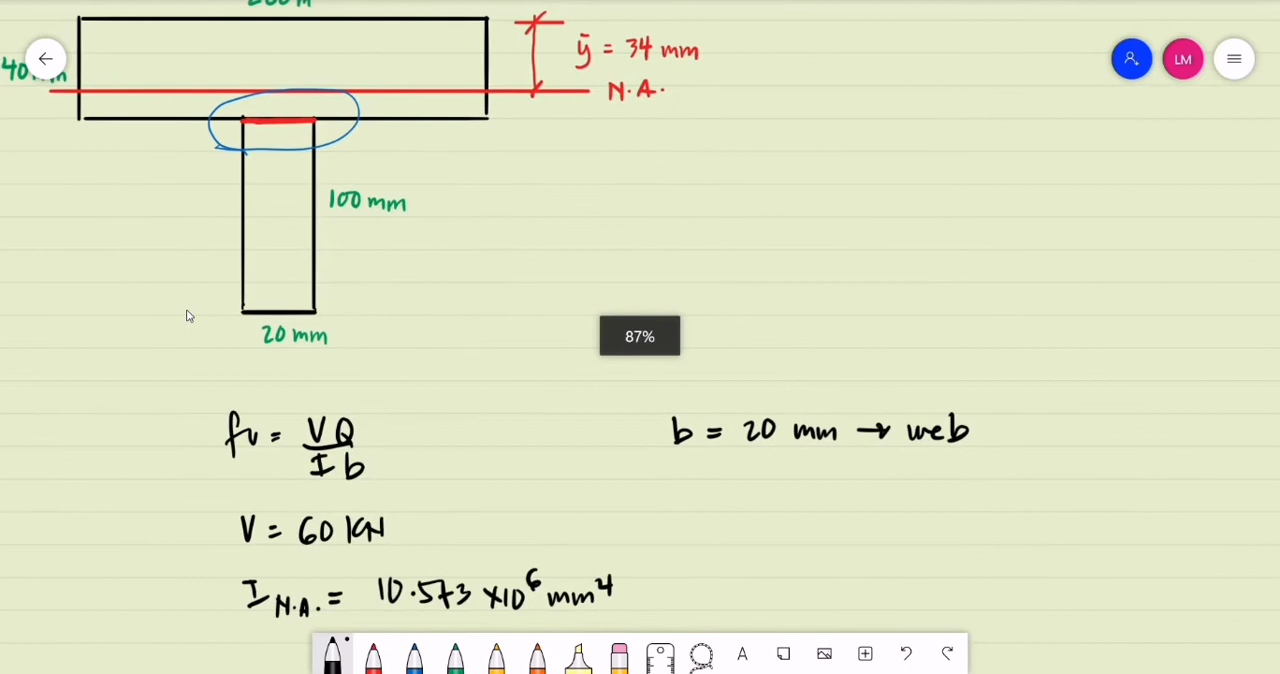 ȳ = 34 mm
N.A.
100 mm
20 mm
87%
fv = VQ / Ib
b = 20 mm → web
V = 60 KN
I N.A. = 10.573 ×10⁶ mm⁴
LM
A